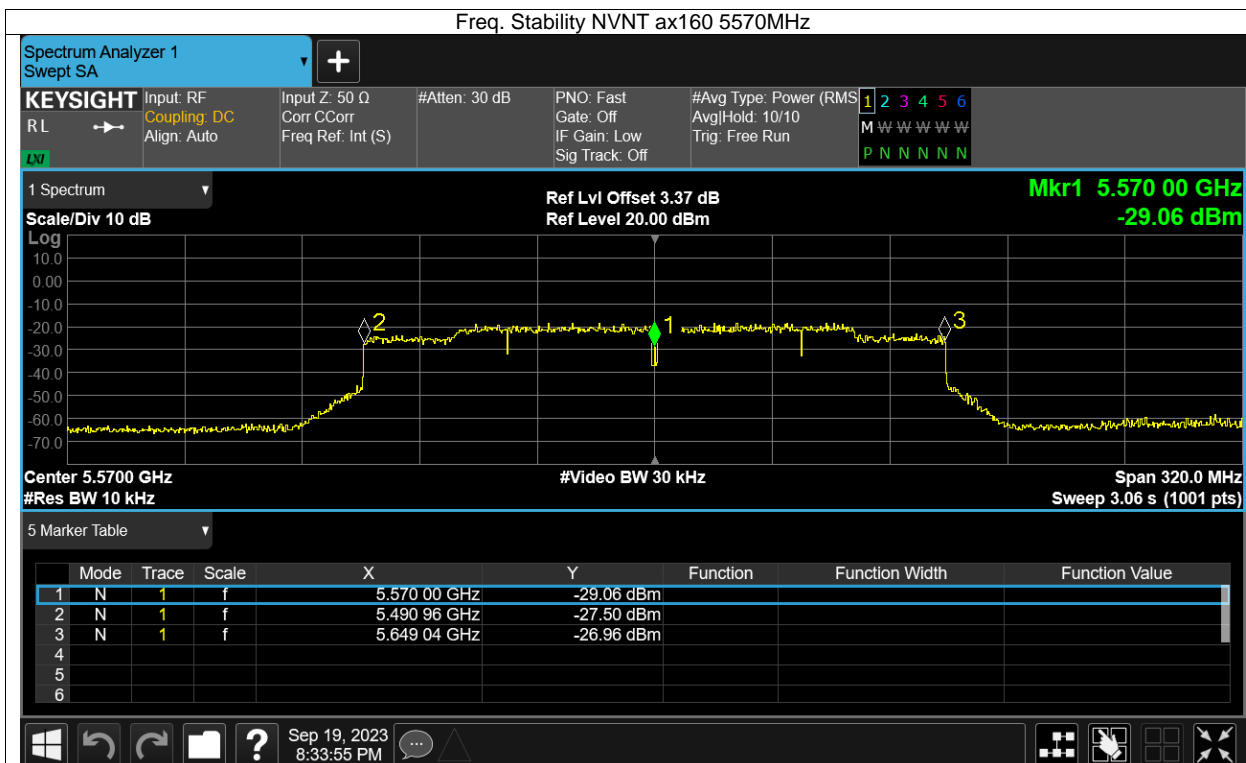 Freq. Stability NVNT ax160 5570MHz
Spectrum Analyzer 1
Swept SA
KEYSIGHT
RL
LXI
Input: RF
Coupling: DC
Align: Auto
Input Z: 50 Ω
Corr CCorr
Freq Ref: Int (S)
#Atten: 30 dB
PNO: Fast
Gate: Off
IF Gain: Low
Sig Track: Off
#Avg Type: Power (RMS
Avg|Hold: 10/10
Trig: Free Run
1 2 3 4 5 6
M W W W W W
P N N N N N
1 Spectrum
Scale/Div 10 dB
Ref Lvl Offset 3.37 dB
Ref Level 20.00 dBm
Mkr1 5.570 00 GHz
-29.06 dBm
Log
10.0
0.00
-10.0
-20.0
-30.0
-40.0
-50.0
-60.0
-70.0
2
1
3
Center 5.5700 GHz
#Video BW 30 kHz
Span 320.0 MHz
#Res BW 10 kHz
Sweep 3.06 s (1001 pts)
5 Marker Table
Mode Trace Scale X Y Function Function Width Function Value
1 N 1 f 5.570 00 GHz -29.06 dBm
2 N 1 f 5.490 96 GHz -27.50 dBm
3 N 1 f 5.649 04 GHz -26.96 dBm
4
5
6
?
Sep 19, 2023
8:33:55 PM